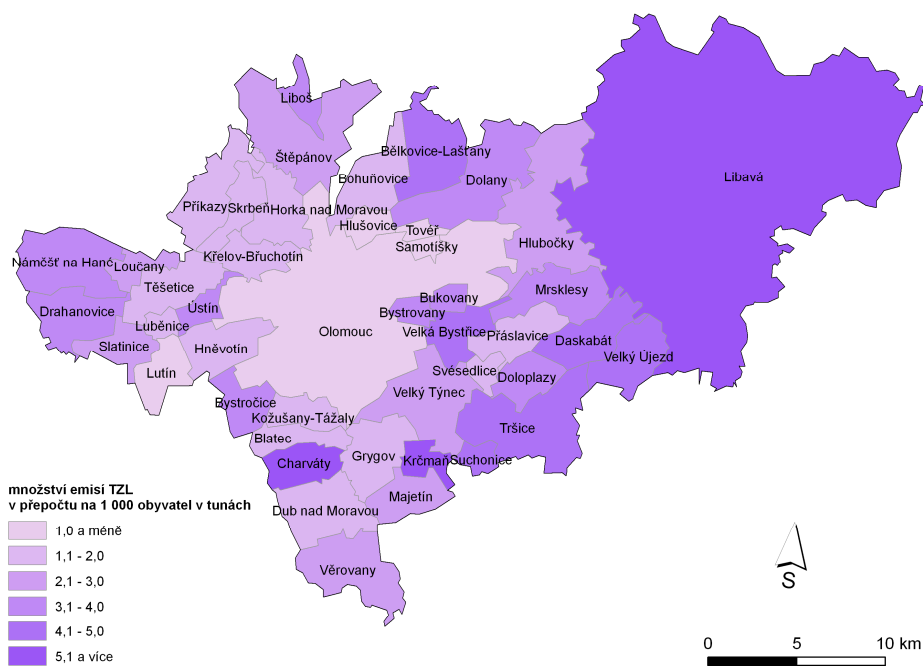 Liboš
Štěpánov
Bělkovice-Lašťany
Bohuňovice
Dolany
Libavá
Příkazy
Skrbeň
Horka nad Moravou
Hlušovice
Tovéř
Samotíšky
Hlubočky
Křelov-Břuchotín
Náměšť na Hané
Loučany
Těšetice
Mrsklesy
Bukovany
Drahanovice
Ústín
Bystrovany
Luběnice
Olomouc
Velká Bystřice
Přáslavice
Daskabát
Slatinice
Hněvotín
Velký Újezd
Lutín
Svésedlice
Doloplazy
Velký Týnec
Bystročice
Kožušany-Tážaly
Tršice
Blatec
Charváty
Grygov
Krčmaň
Suchonice
Majetín
Dub nad Moravou
Věrovany
množství emisí TZL
v přepočtu na 1 000 obyvatel v tunách
1,0 a méně
1,1 - 2,0
2,1 - 3,0
3,1 - 4,0
4,1 - 5,0
5,1 a více
S
0 5 10 km